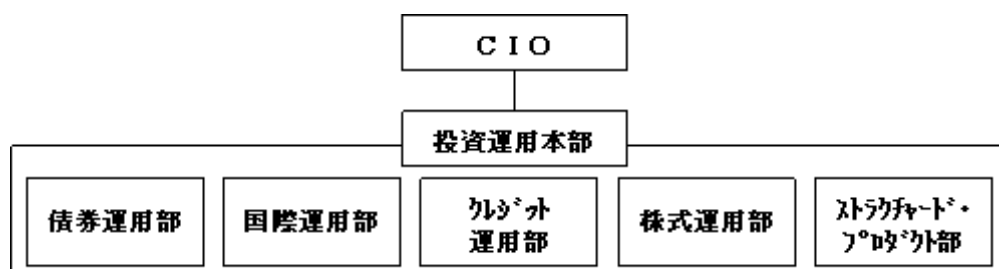 ＣＩＯ
投資運用本部
債券運用部
国際運用部
ｸﾚｼﾞｯﾄ
運用部
株式運用部
ｽﾄﾗｸﾁｬｰﾄﾞ・
ﾌﾟﾛﾀﾞｸﾄ部